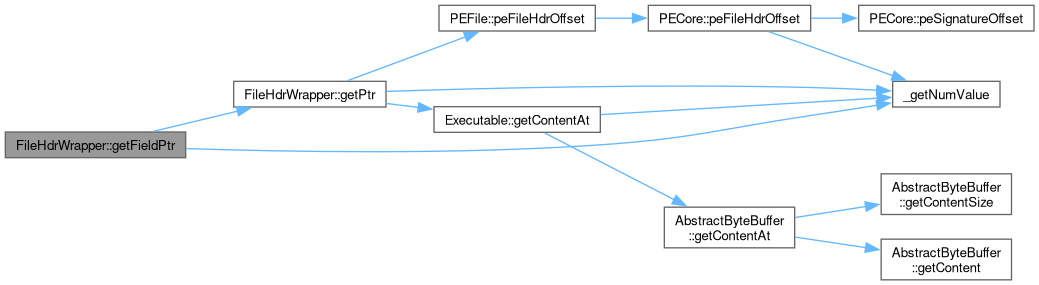 FileHdrWrapper::getFieldPtr
FileHdrWrapper::getPtr
PEFile::peFileHdrOffset
PECore::peFileHdrOffset
PECore::peSignatureOffset
_getNumValue
Executable::getContentAt
AbstractByteBuffer
::getContentAt
AbstractByteBuffer
::getContentSize
AbstractByteBuffer
::getContent